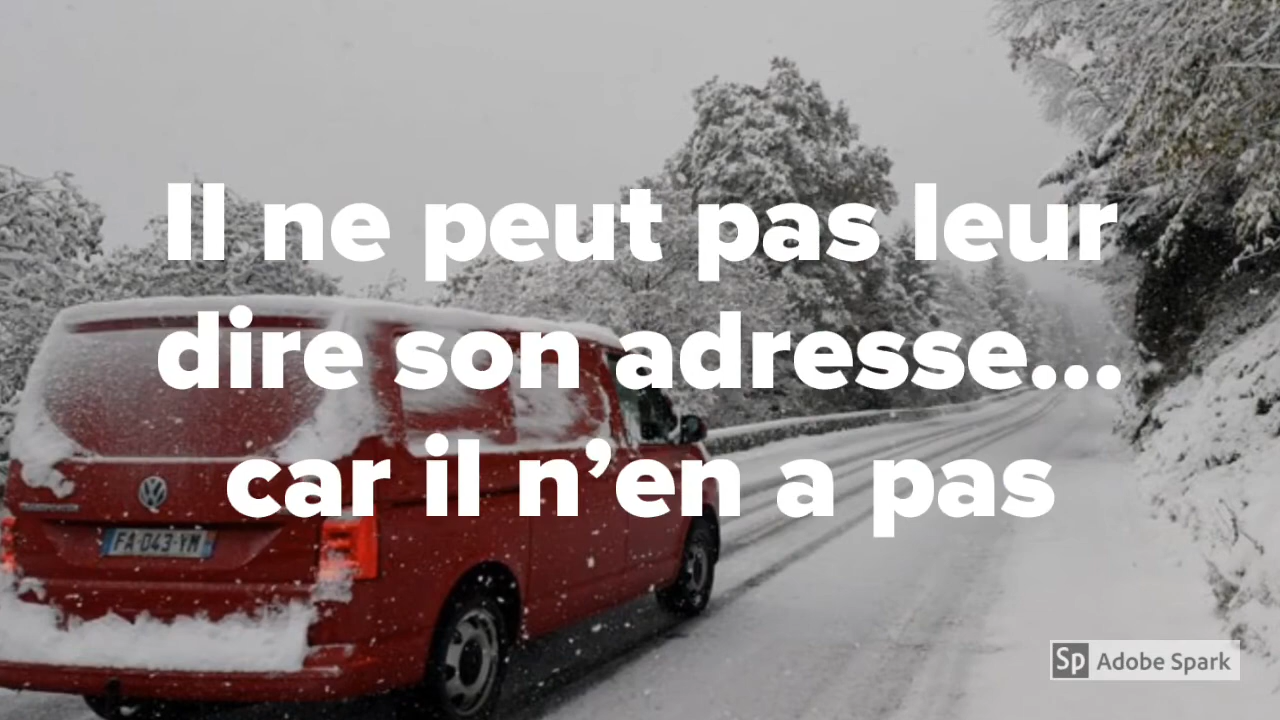 Il ne peut pas leur
dire son adresse...
car il n’en a pas
FA-043-YM
Sp Adobe Spark